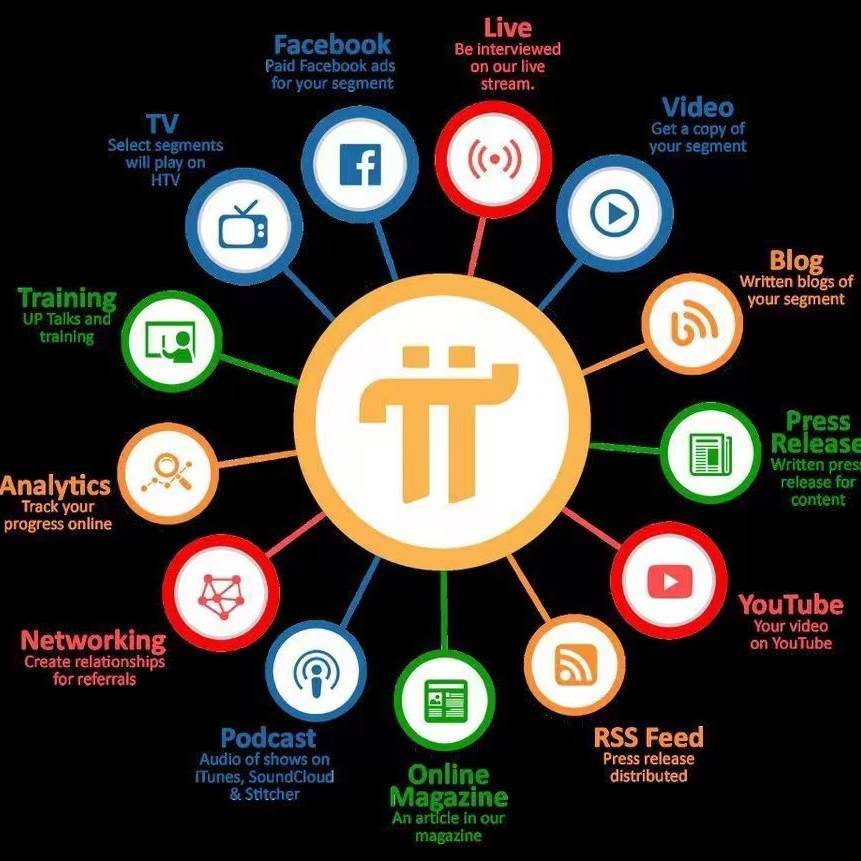 Live
Be interviewed
on our live
stream.
Facebook
Paid Facebook ads
for your segment
Video
Get a copy of
your segment
TV
Select segments
will play on
HTV
Blog
Written blogs of
your segment
Training
UP Talks and
training
Press
Release
Written press
release for
content
Analytics
Track your
progress online
YouTube
Your video
on YouTube
Networking
Create relationships
for referrals
Podcast
Audio of shows on
iTunes, SoundCloud
& Stitcher
RSS Feed
Press release
distributed
Online
Magazine
An article in our
magazine